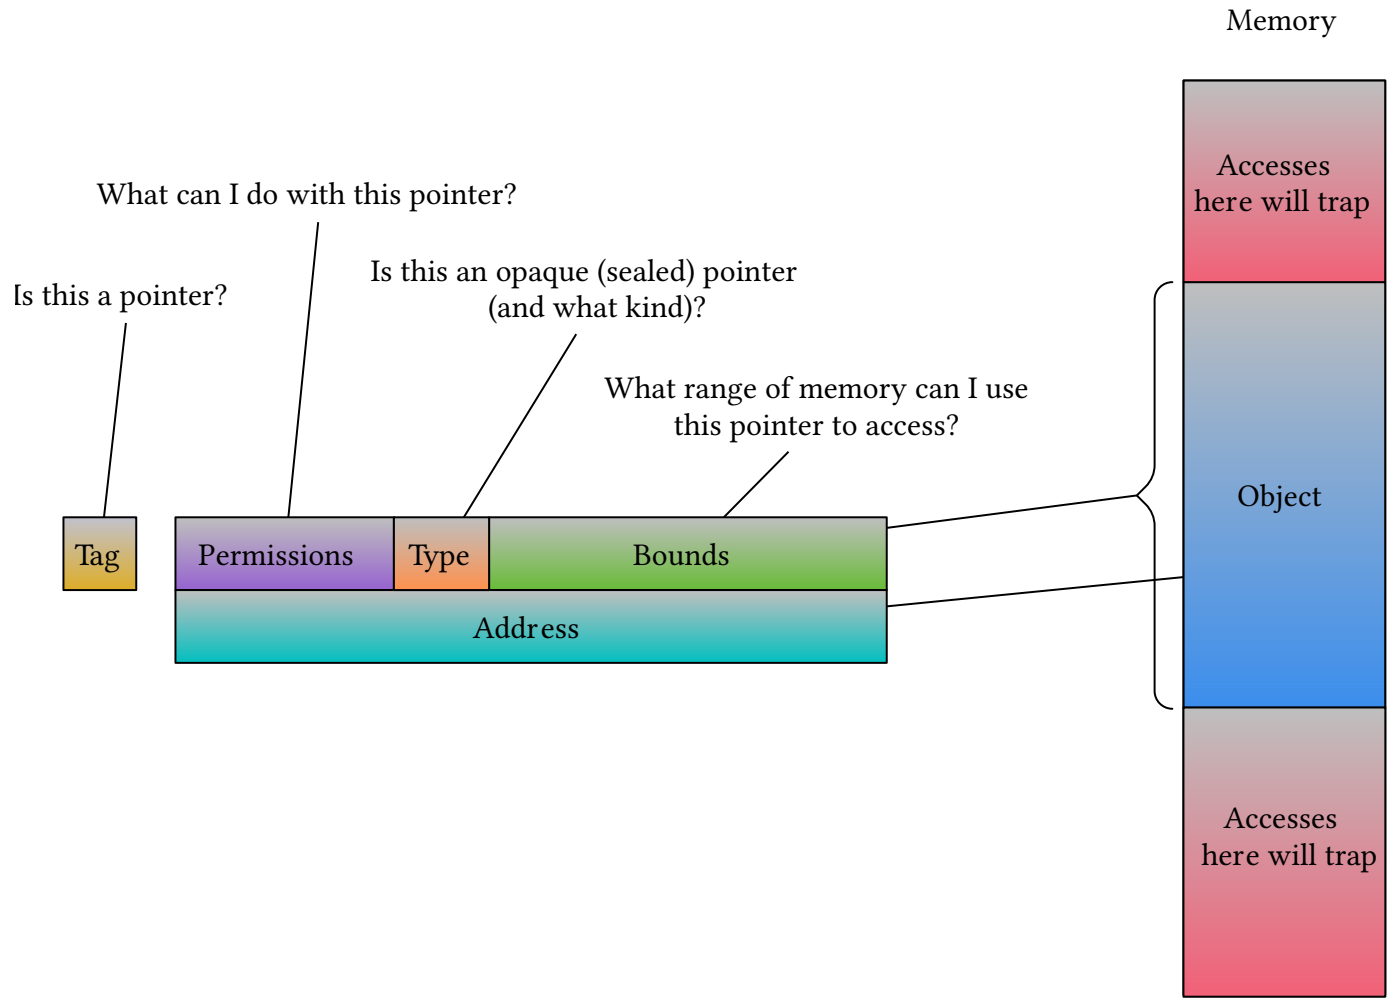 Memory
Accesses
here will trap
What can I do with this pointer?
Is this an opaque (sealed) pointer
(and what kind)?
Is this a pointer?
What range of memory can I use
this pointer to access?
Object
Tag
Permissions
Type
Bounds
Address
Accesses
here will trap